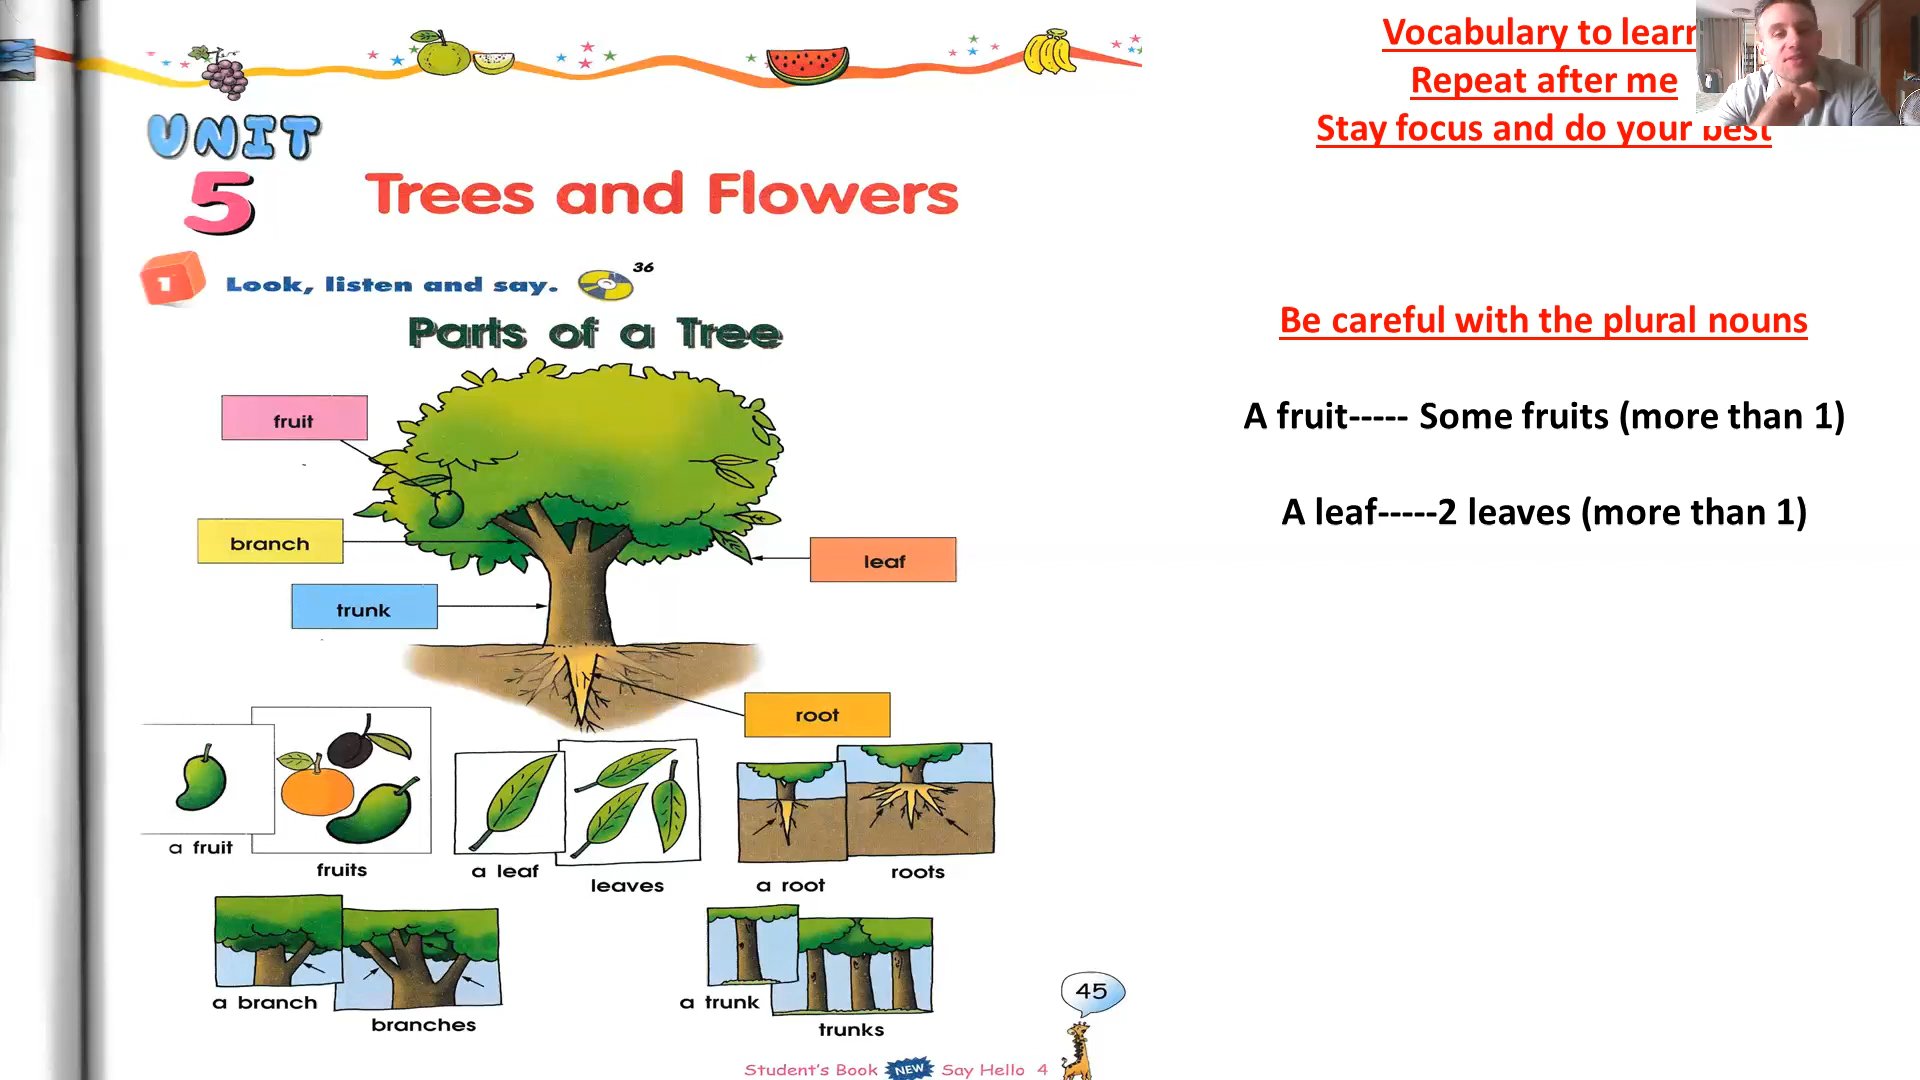 UNIT
5
Trees and Flowers
1
Look, listen and say.
36
Parts of a Tree
fruit
branch
leaf
trunk
root
a fruit
fruits
a leaf
leaves
a root
roots
a branch
branches
a trunk
trunks
45
Student's Book NEW Say Hello 4
Vocabulary to learn
Repeat after me
Stay focus and do your best
Be careful with the plural nouns
A fruit----- Some fruits (more than 1)
A leaf-----2 leaves (more than 1)